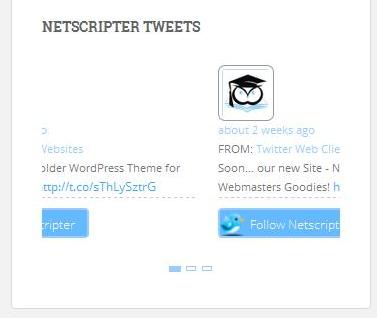 NETSCRIPTER TWEETS
about 2 weeks ago
Websites
FROM: Twitter Web Clie
older WordPress Theme for
Soon... our new Site - N
http://t.co/sThLySztrG
Webmasters Goodies! h
cripter
Follow Netscript